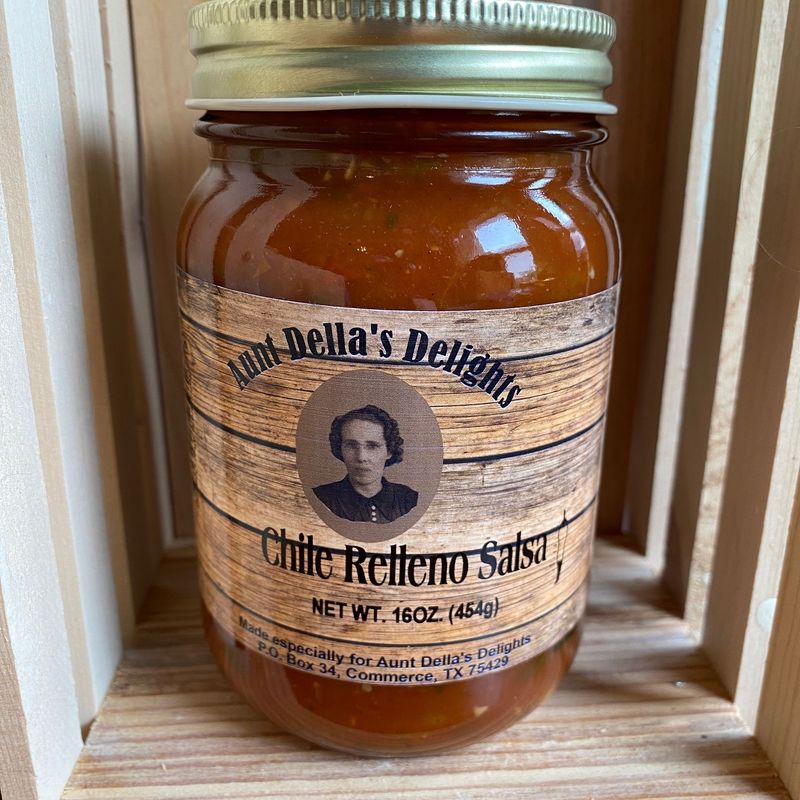 Aunt Della's Delights
Chile Relleno Salsa
NET WT. 16OZ. (454g)
Made especially for Aunt Della's Delights
P.O. Box 34, Commerce, TX 75429